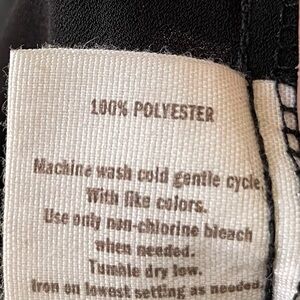 100% POLYESTER
Machine wash cold gentle cycle.
With like colors.
Use only non-chlorine bleach
when needed.
Tumble dry low.
Iron on lowest setting as needed